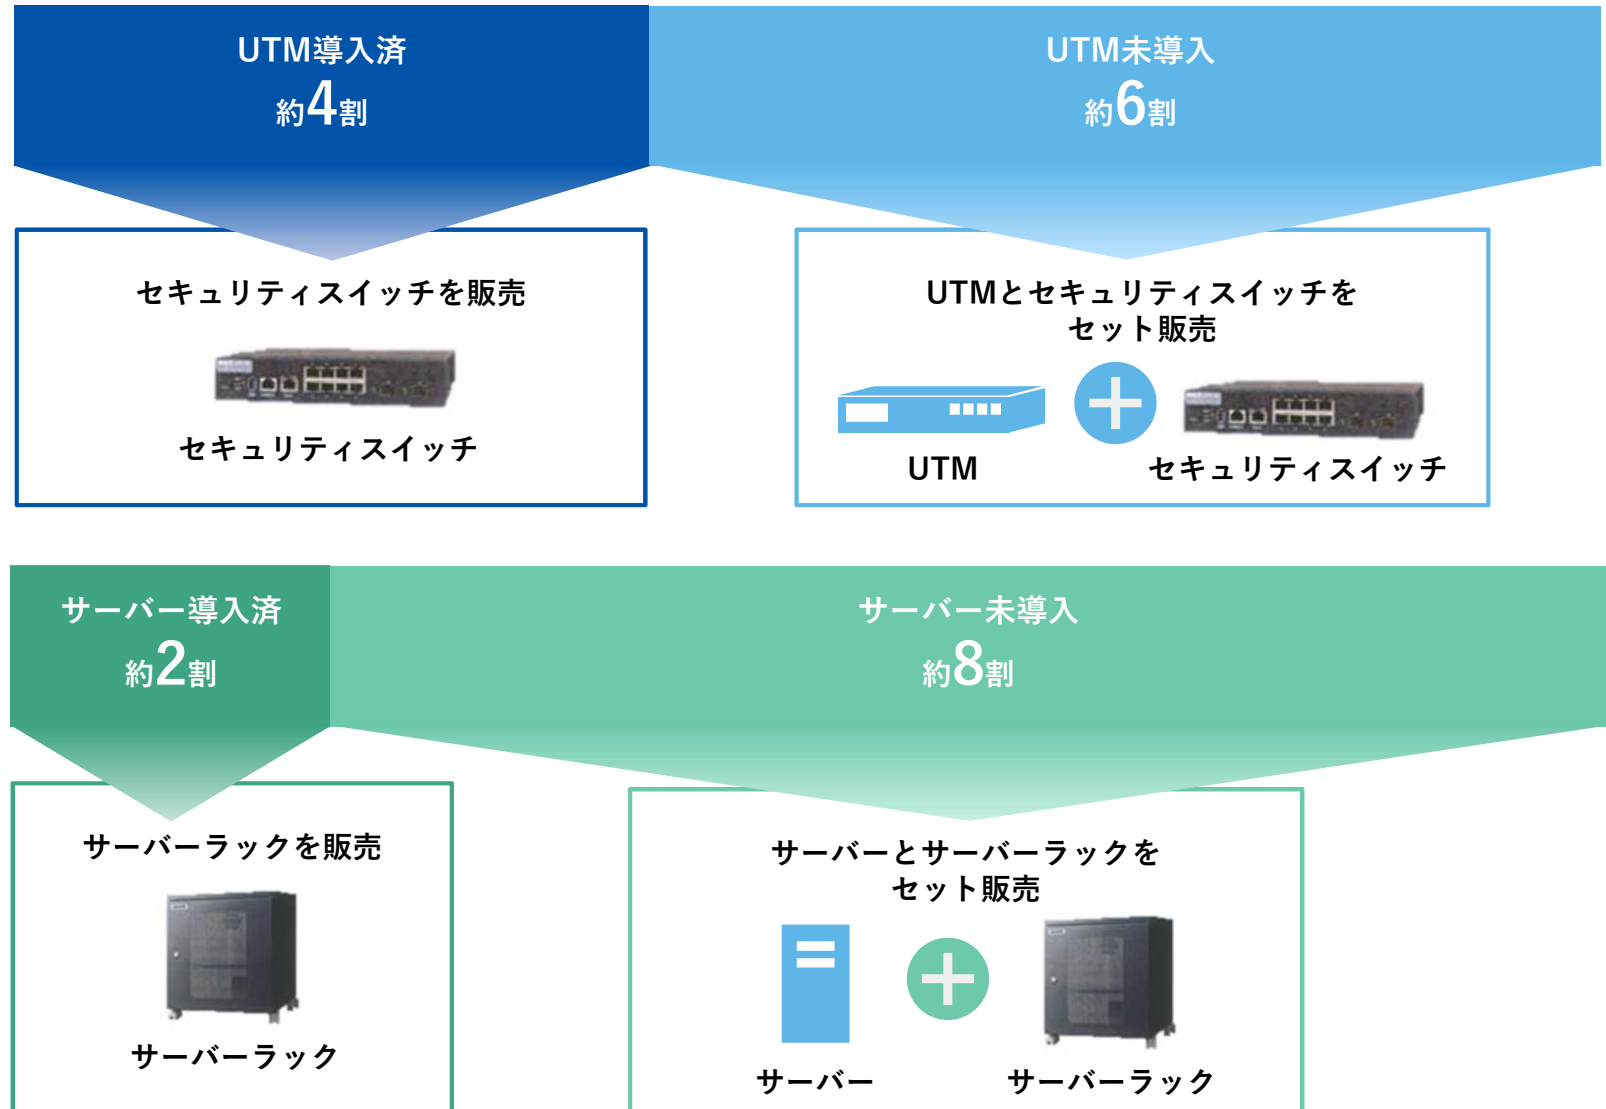 UTM導入済
約4割
UTM未導入
約6割
セキュリティスイッチを販売
セキュリティスイッチ
UTMとセキュリティスイッチを
セット販売
UTM
セキュリティスイッチ
サーバー導入済
約2割
サーバー未導入
約8割
サーバーラックを販売
サーバーラック
サーバーとサーバーラックを
セット販売
サーバー
サーバーラック